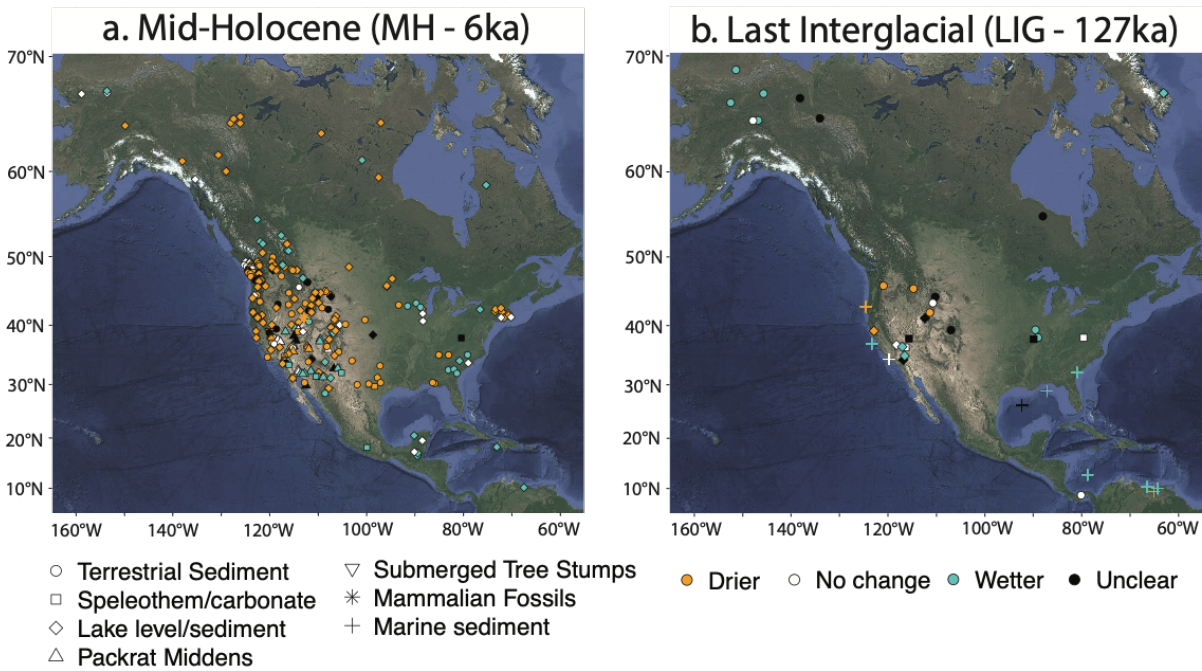 a. Mid-Holocene (MH - 6ka)
b. Last Interglacial (LIG - 127ka)
70°N
60°N
50°N
40°N
30°N
20°N
10°N
160°W 140°W 120°W 100°W 80°W 60°W
70°N
60°N
50°N
40°N
30°N
20°N
10°N
160°W 140°W 120°W 100°W 80°W 60°W
Terrestrial Sediment
Speleothem/carbonate
Lake level/sediment
Packrat Middens
Submerged Tree Stumps
Mammalian Fossils
Marine sediment
Drier No change Wetter Unclear